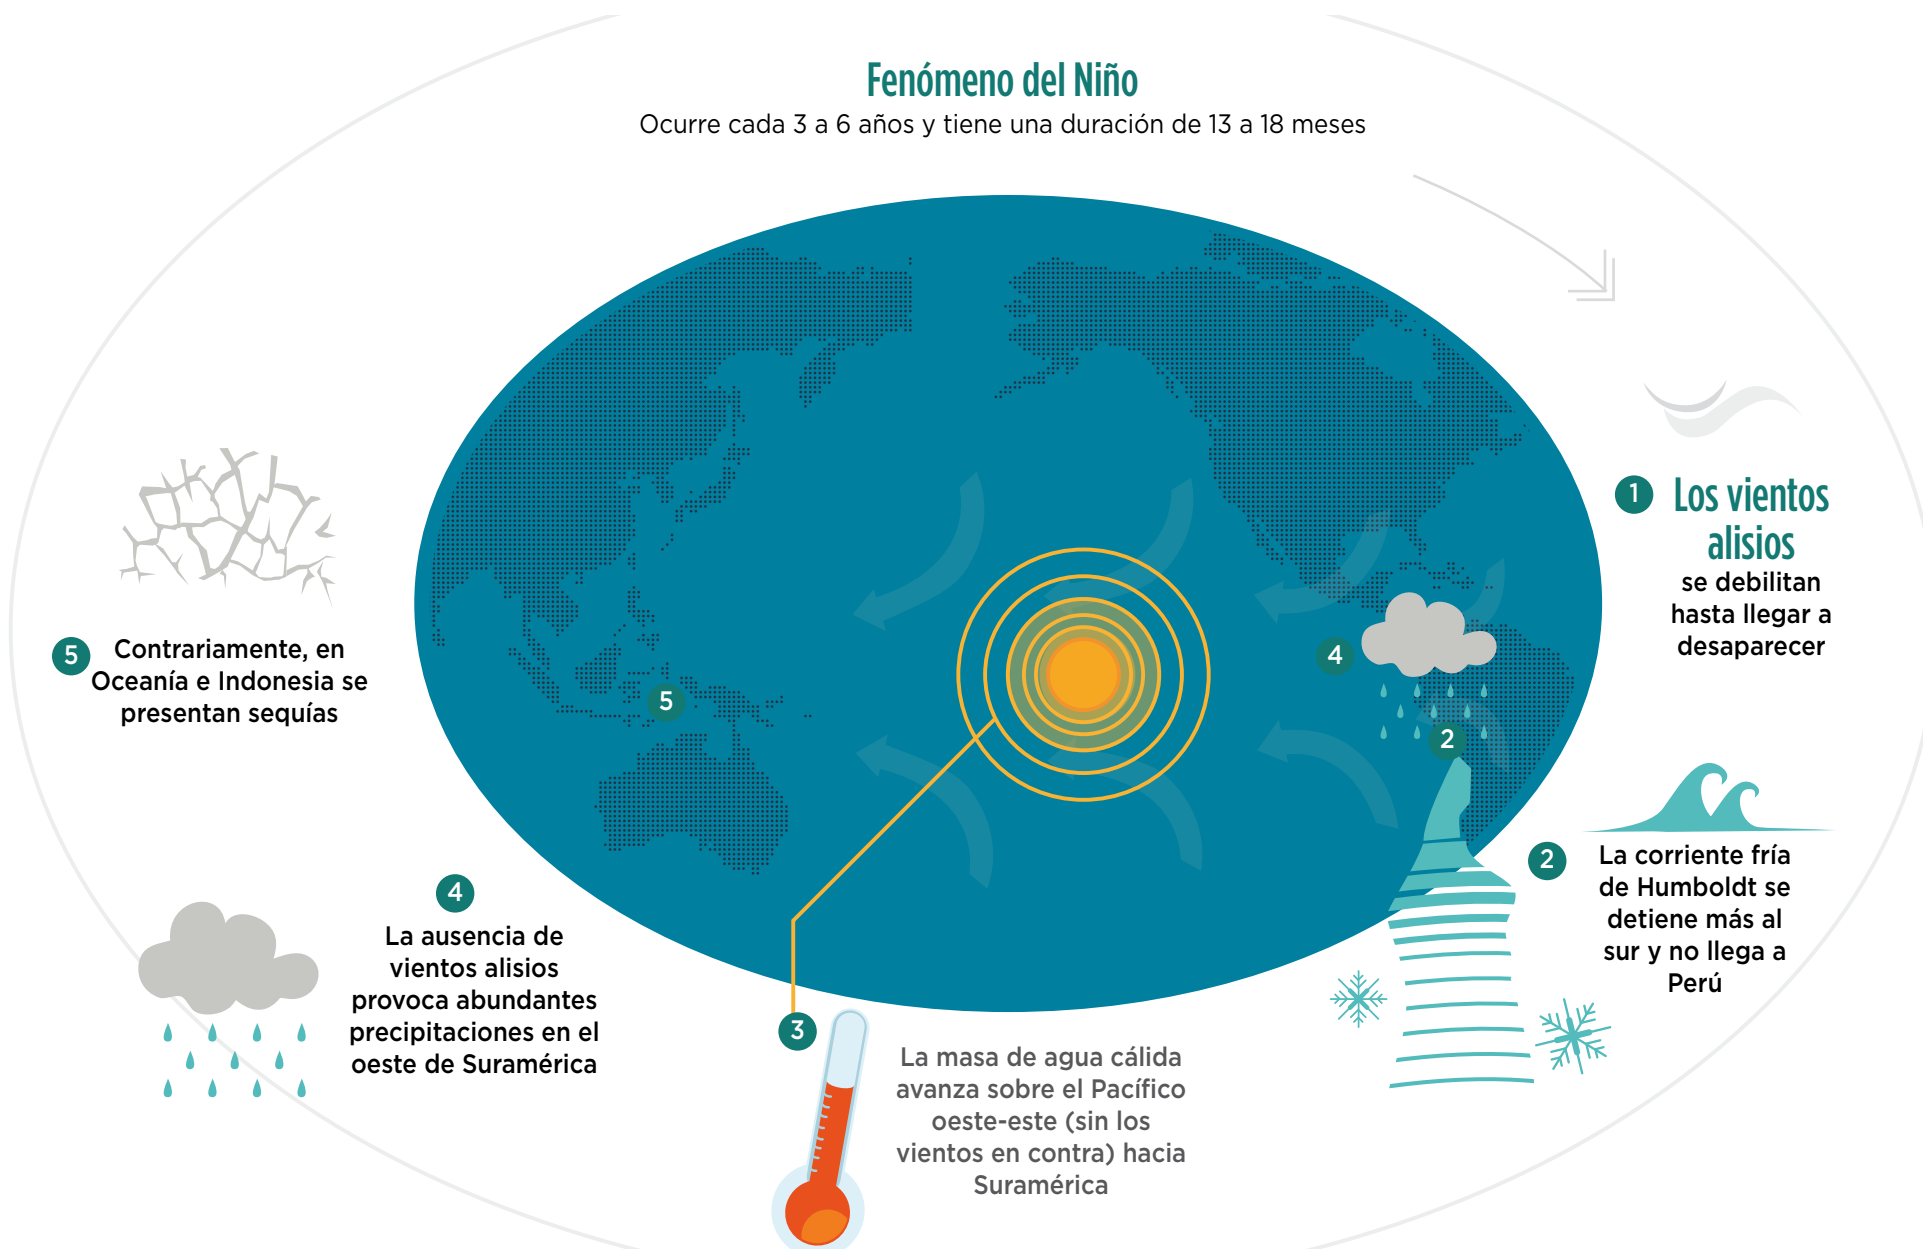 Fenómeno del Niño
Ocurre cada 3 a 6 años y tiene una duración de 13 a 18 meses
1
Los vientos
alisios
se debilitan
hasta llegar a
desaparecer
2
La corriente fría
de Humboldt se
detiene más al
sur y no llega a
Perú
3
La masa de agua cálida
avanza sobre el Pacífico
oeste-este (sin los
vientos en contra) hacia
Suramérica
4
La ausencia de
vientos alisios
provoca abundantes
precipitaciones en el
oeste de Suramérica
5
Contrariamente, en
Oceanía e Indonesia se
presentan sequías
5
4
2